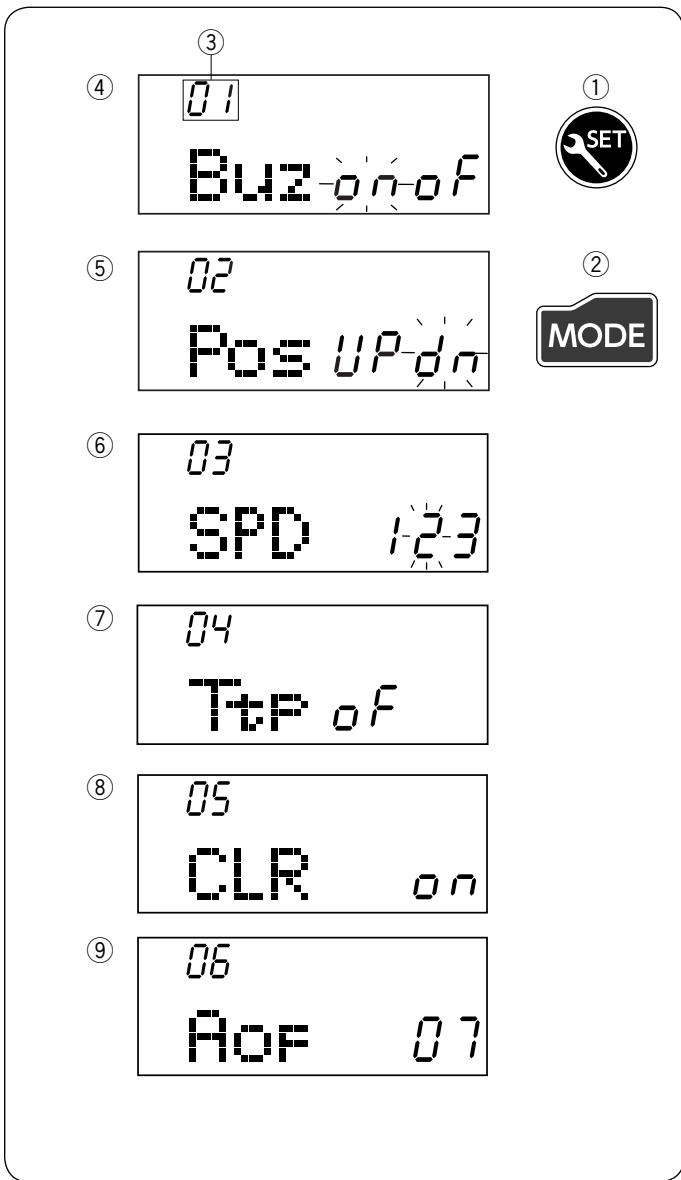 ③
④ 01 ①
SET
Buz on oF
⑤ 02 ②
MODE
Pos UP dn
⑥ 03
SPD 1 2 3
⑦ 04
Ttp oF
⑧ 05
CLR on
⑨ 06
Aof 07